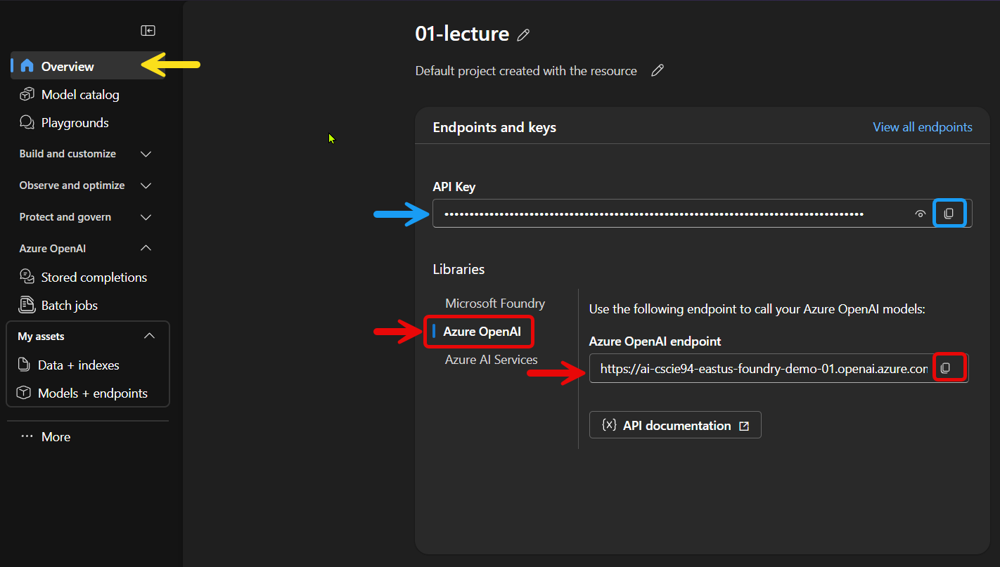 Overview
Model catalog
Playgrounds
Build and customize
Observe and optimize
Protect and govern
Azure OpenAI
Stored completions
Batch jobs
My assets
Data + indexes
Models + endpoints
More
01-lecture
Default project created with the resource
Endpoints and keys
View all endpoints
API Key
••••••••••••••••••••••••••••••••••••••••••••••••••••••••••••••••••••••••••••••••••••
Libraries
Microsoft Foundry
Azure OpenAI
Azure AI Services
Use the following endpoint to call your Azure OpenAI models:
Azure OpenAI endpoint
https://ai-cscie94-eastus-foundry-demo-01.openai.azure.com
API documentation